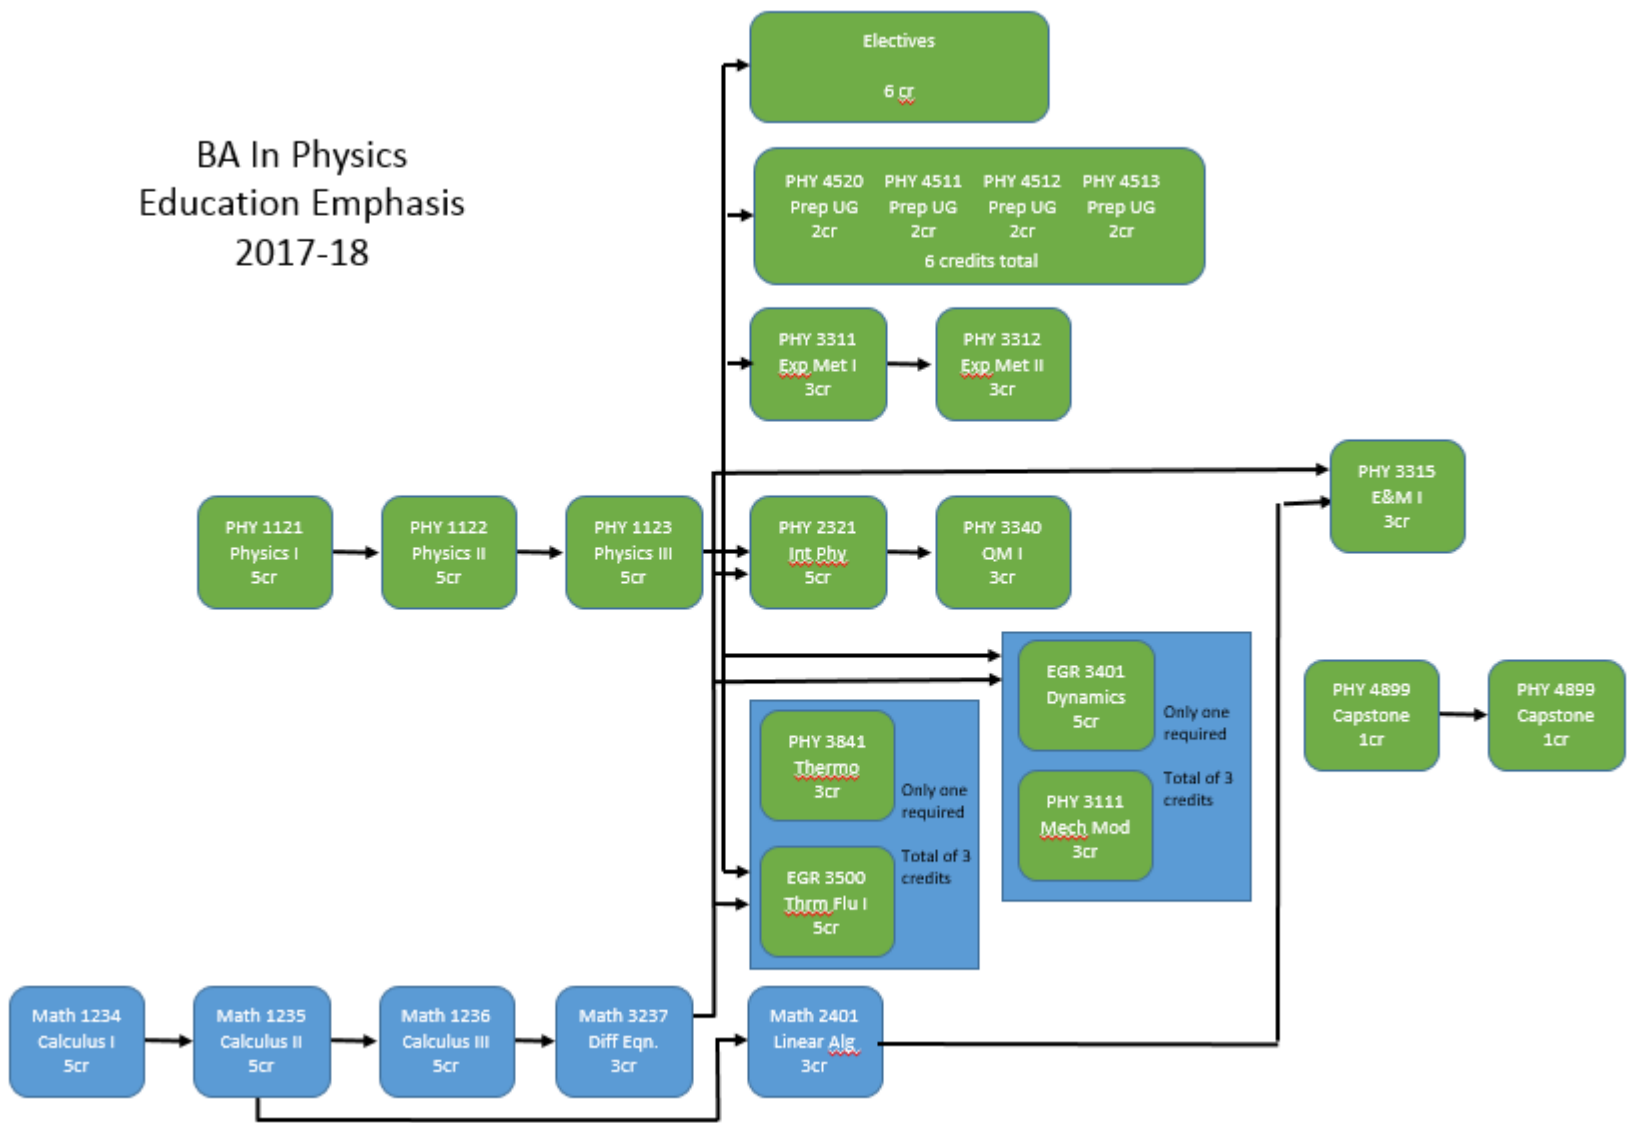 BA In Physics
Education Emphasis
2017-18
Electives
6 cr
PHY 4520
Prep UG
2cr
PHY 4511
Prep UG
2cr
PHY 4512
Prep UG
2cr
PHY 4513
Prep UG
2cr
6 credits total
PHY 3311
Exp Met I
3cr
PHY 3312
Exp Met II
3cr
PHY 3315
E&M I
3cr
PHY 1121
Physics I
5cr
PHY 1122
Physics II
5cr
PHY 1123
Physics III
5cr
PHY 2321
Int Phy
5cr
PHY 3340
QM I
3cr
EGR 3401
Dynamics
5cr
Only one
required
Total of 3
credits
PHY 3111
Mech Mod
3cr
PHY 4899
Capstone
1cr
PHY 4899
Capstone
1cr
PHY 3841
Thermo
3cr
Only one
required
Total of 3
credits
EGR 3500
Thrm Flu I
5cr
Math 1234
Calculus I
5cr
Math 1235
Calculus II
5cr
Math 1236
Calculus III
5cr
Math 3237
Diff Eqn.
3cr
Math 2401
Linear Alg
3cr